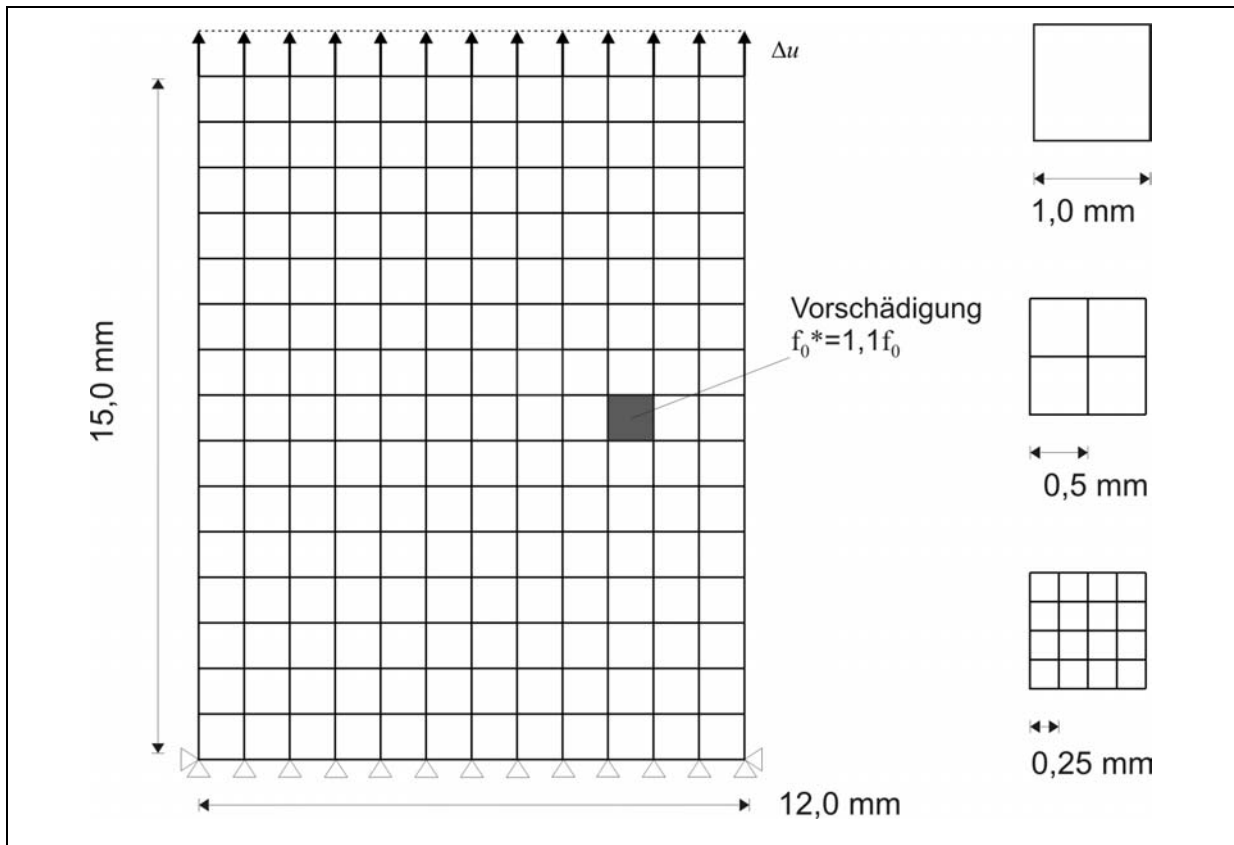 Δu
1,0 mm
Vorschädigung
f₀*=1,1f₀
15,0 mm
0,5 mm
0,25 mm
12,0 mm